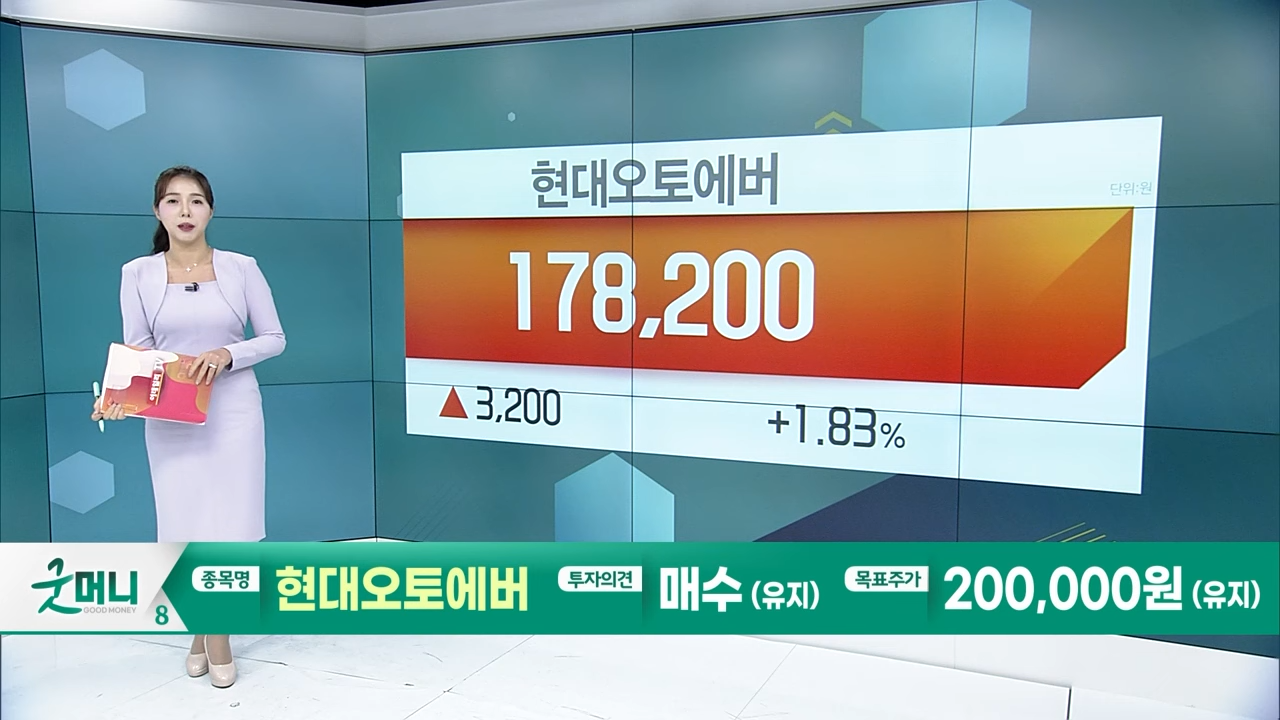 현대오토에버
단위:원
178,200
▲3,200 +1.83%
굿머니 GOOD MONEY 8
종목명 현대오토에버 투자의견 매수 (유지) 목표주가 200,000원 (유지)